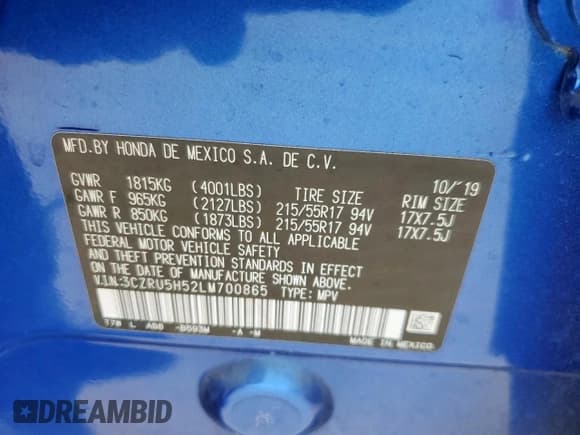 MFD.BY HONDA DE MEXICO S.A. DE C.V.
10/'19
GVWR 1815KG (4001LBS) TIRE SIZE RIM SIZE
GAWR F 965KG (2127LBS) 215/55R17 94V 17X7.5J
GAWR R 850KG (1873LBS) 215/55R17 94V 17X7.5J
THIS VEHICLE CONFORMS TO ALL APPLICABLE
FEDERAL MOTOR VEHICLE SAFETY
AND THEFT PREVENTION STANDARDS IN EFFECT
ON THE DATE OF MANUFACTURE SHOWN ABOVE.
V.I.N:3CZRU5H52LM700865 TYPE: MPV
L -B593M -A -M
MADE IN MEXICO
DREAMBID